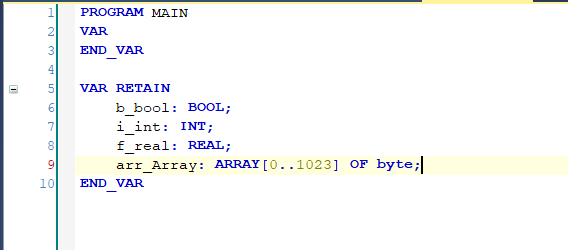 1 PROGRAM MAIN
2 VAR
3 END_VAR
4
5 VAR RETAIN
6 b_bool: BOOL;
7 i_int: INT;
8 f_real: REAL;
9 arr_Array: ARRAY[0..1023] OF byte;
10 END_VAR